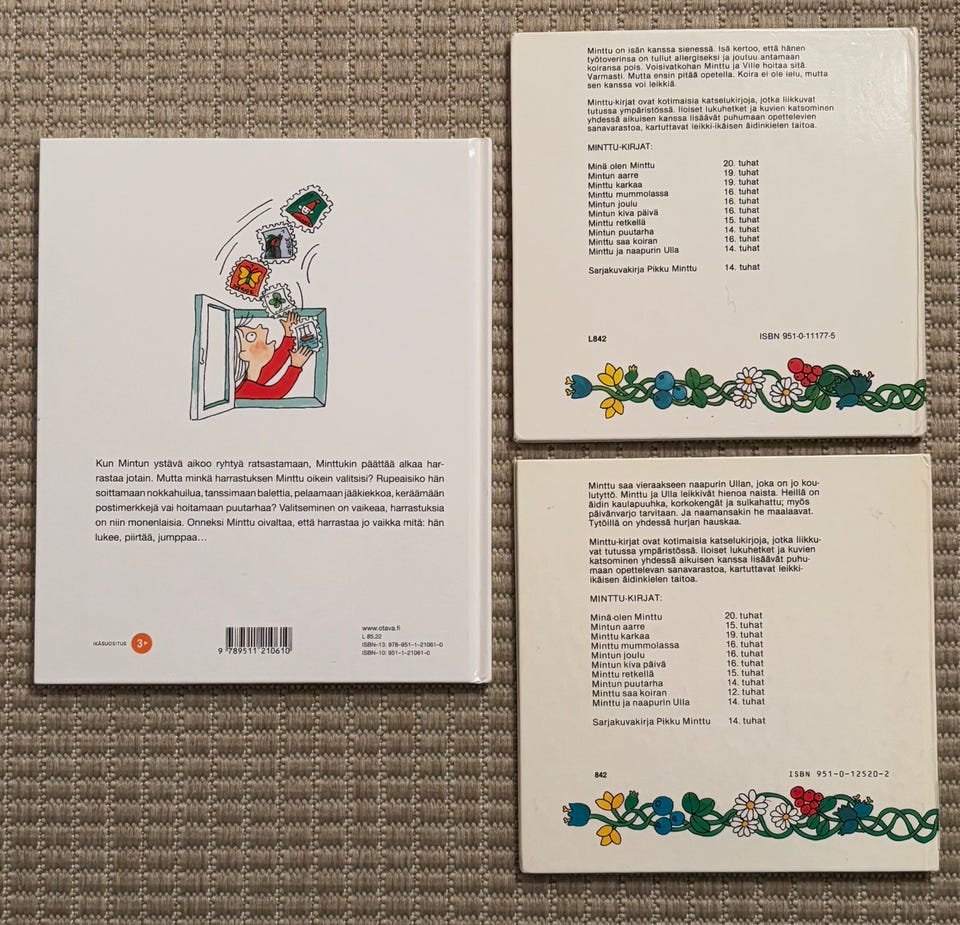 Kun Mintun ystävä aikoo ryhtyä ratsastamaan, Minttukin päättää alkaa har-
rastaa jotain. Mutta minkä harrastuksen Minttu oikein valitsisi? Rupeaisiko hän
soittamaan nokkahuilua, tanssimaan balettia, pelaamaan jääkiekkoa, keräämään
postimerkkejä vai hoitamaan puutarhaa? Valitseminen on vaikeaa, harrastuksia
on niin monenlaisia. Onneksi Minttu oivaltaa, että harrastaa jo vaikka mitä: hän
lukee, piirtää, jumppaa...
IKÄSUOSITUS 3
9 789511 210610
www.otava.fi
L 85.22
ISBN-13: 978-951-1-21061-0
ISBN-10: 951-1-21061-0
Minttu on isän kanssa sienessä. Isä kertoo, että hänen
työtoverinsa on tullut allergiseksi ja joutuu antamaan
koiransa pois. Voisivatkohan Minttu ja Ville hoitaa sitä.
Varmasti. Mutta ensin pitää opetella. Koira ei ole lelu, mutta
sen kanssa voi leikkiä.
Minttu-kirjat ovat kotimaisia katselukirjoja, jotka liikkuvat
tutussa ympäristössä. Iloiset lukuhetket ja kuvien katsominen
yhdessä aikuisen kanssa lisäävät puhumaan opettelevien
sanavarastoa, kartuttavat leikki-ikäisen äidinkielen taitoa.
MINTTU-KIRJAT:
Minä olen Minttu 20. tuhat
Mintun aarre 19. tuhat
Minttu karkaa 19. tuhat
Minttu mummolassa 16. tuhat
Mintun joulu 16. tuhat
Mintun kiva päivä 16. tuhat
Minttu retkellä 15. tuhat
Mintun puutarha 14. tuhat
Minttu saa koiran 16. tuhat
Minttu ja naapurin Ulla 14. tuhat
Sarjakuvakirja Pikku Minttu 14. tuhat
L842 ISBN 951-0-11177-5
Minttu saa vieraakseen naapurin Ullan, joka on jo kou-
lutyttö. Minttu ja Ulla leikkivät hienoa naista. Heillä on
äidin kaulapuuhka, korkokengät ja sulkahattu; myös
päivänvarjo tarvitaan. Ja naamansakin he maalaavat.
Tytöillä on yhdessä hurjan hauskaa.
Minttu-kirjat ovat kotimaisia katselukirjoja, jotka liikku-
vat tutussa ympäristössä. Iloiset lukuhetket ja kuvien
katsominen yhdessä aikuisen kanssa lisäävät puhu-
maan opettelevan sanavarastoa, kartuttavat leikki-
ikäisen äidinkielen taitoa.
MINTTU-KIRJAT:
Minä olen Minttu 20. tuhat
Mintun aarre 15. tuhat
Minttu karkaa 19. tuhat
Minttu mummolassa 16. tuhat
Mintun joulu 16. tuhat
Mintun kiva päivä 16. tuhat
Minttu retkellä 15. tuhat
Mintun puutarha 14. tuhat
Minttu saa koiran 12. tuhat
Minttu ja naapurin Ulla 14. tuhat
Sarjakuvakirja Pikku Minttu 14. tuhat
842 ISBN 951-0-12520-2